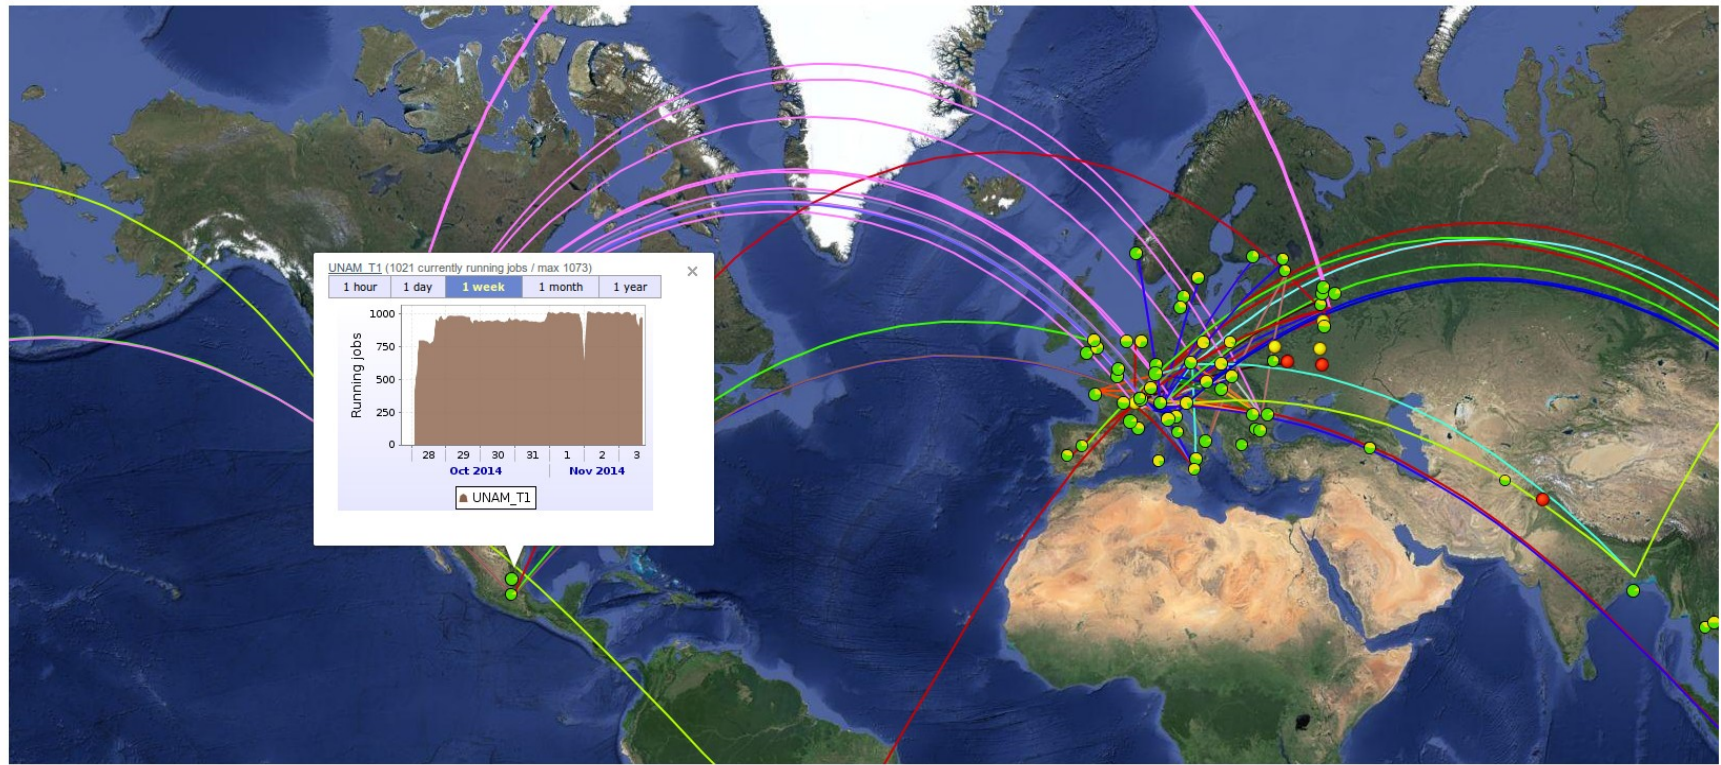 UNAM_T1 (1021 currently running jobs / max 1073)
1 hour 1 day 1 week 1 month 1 year
1000
750
500
250
0
Running jobs
28 29 30 31 1 2 3
Oct 2014 Nov 2014
UNAM_T1